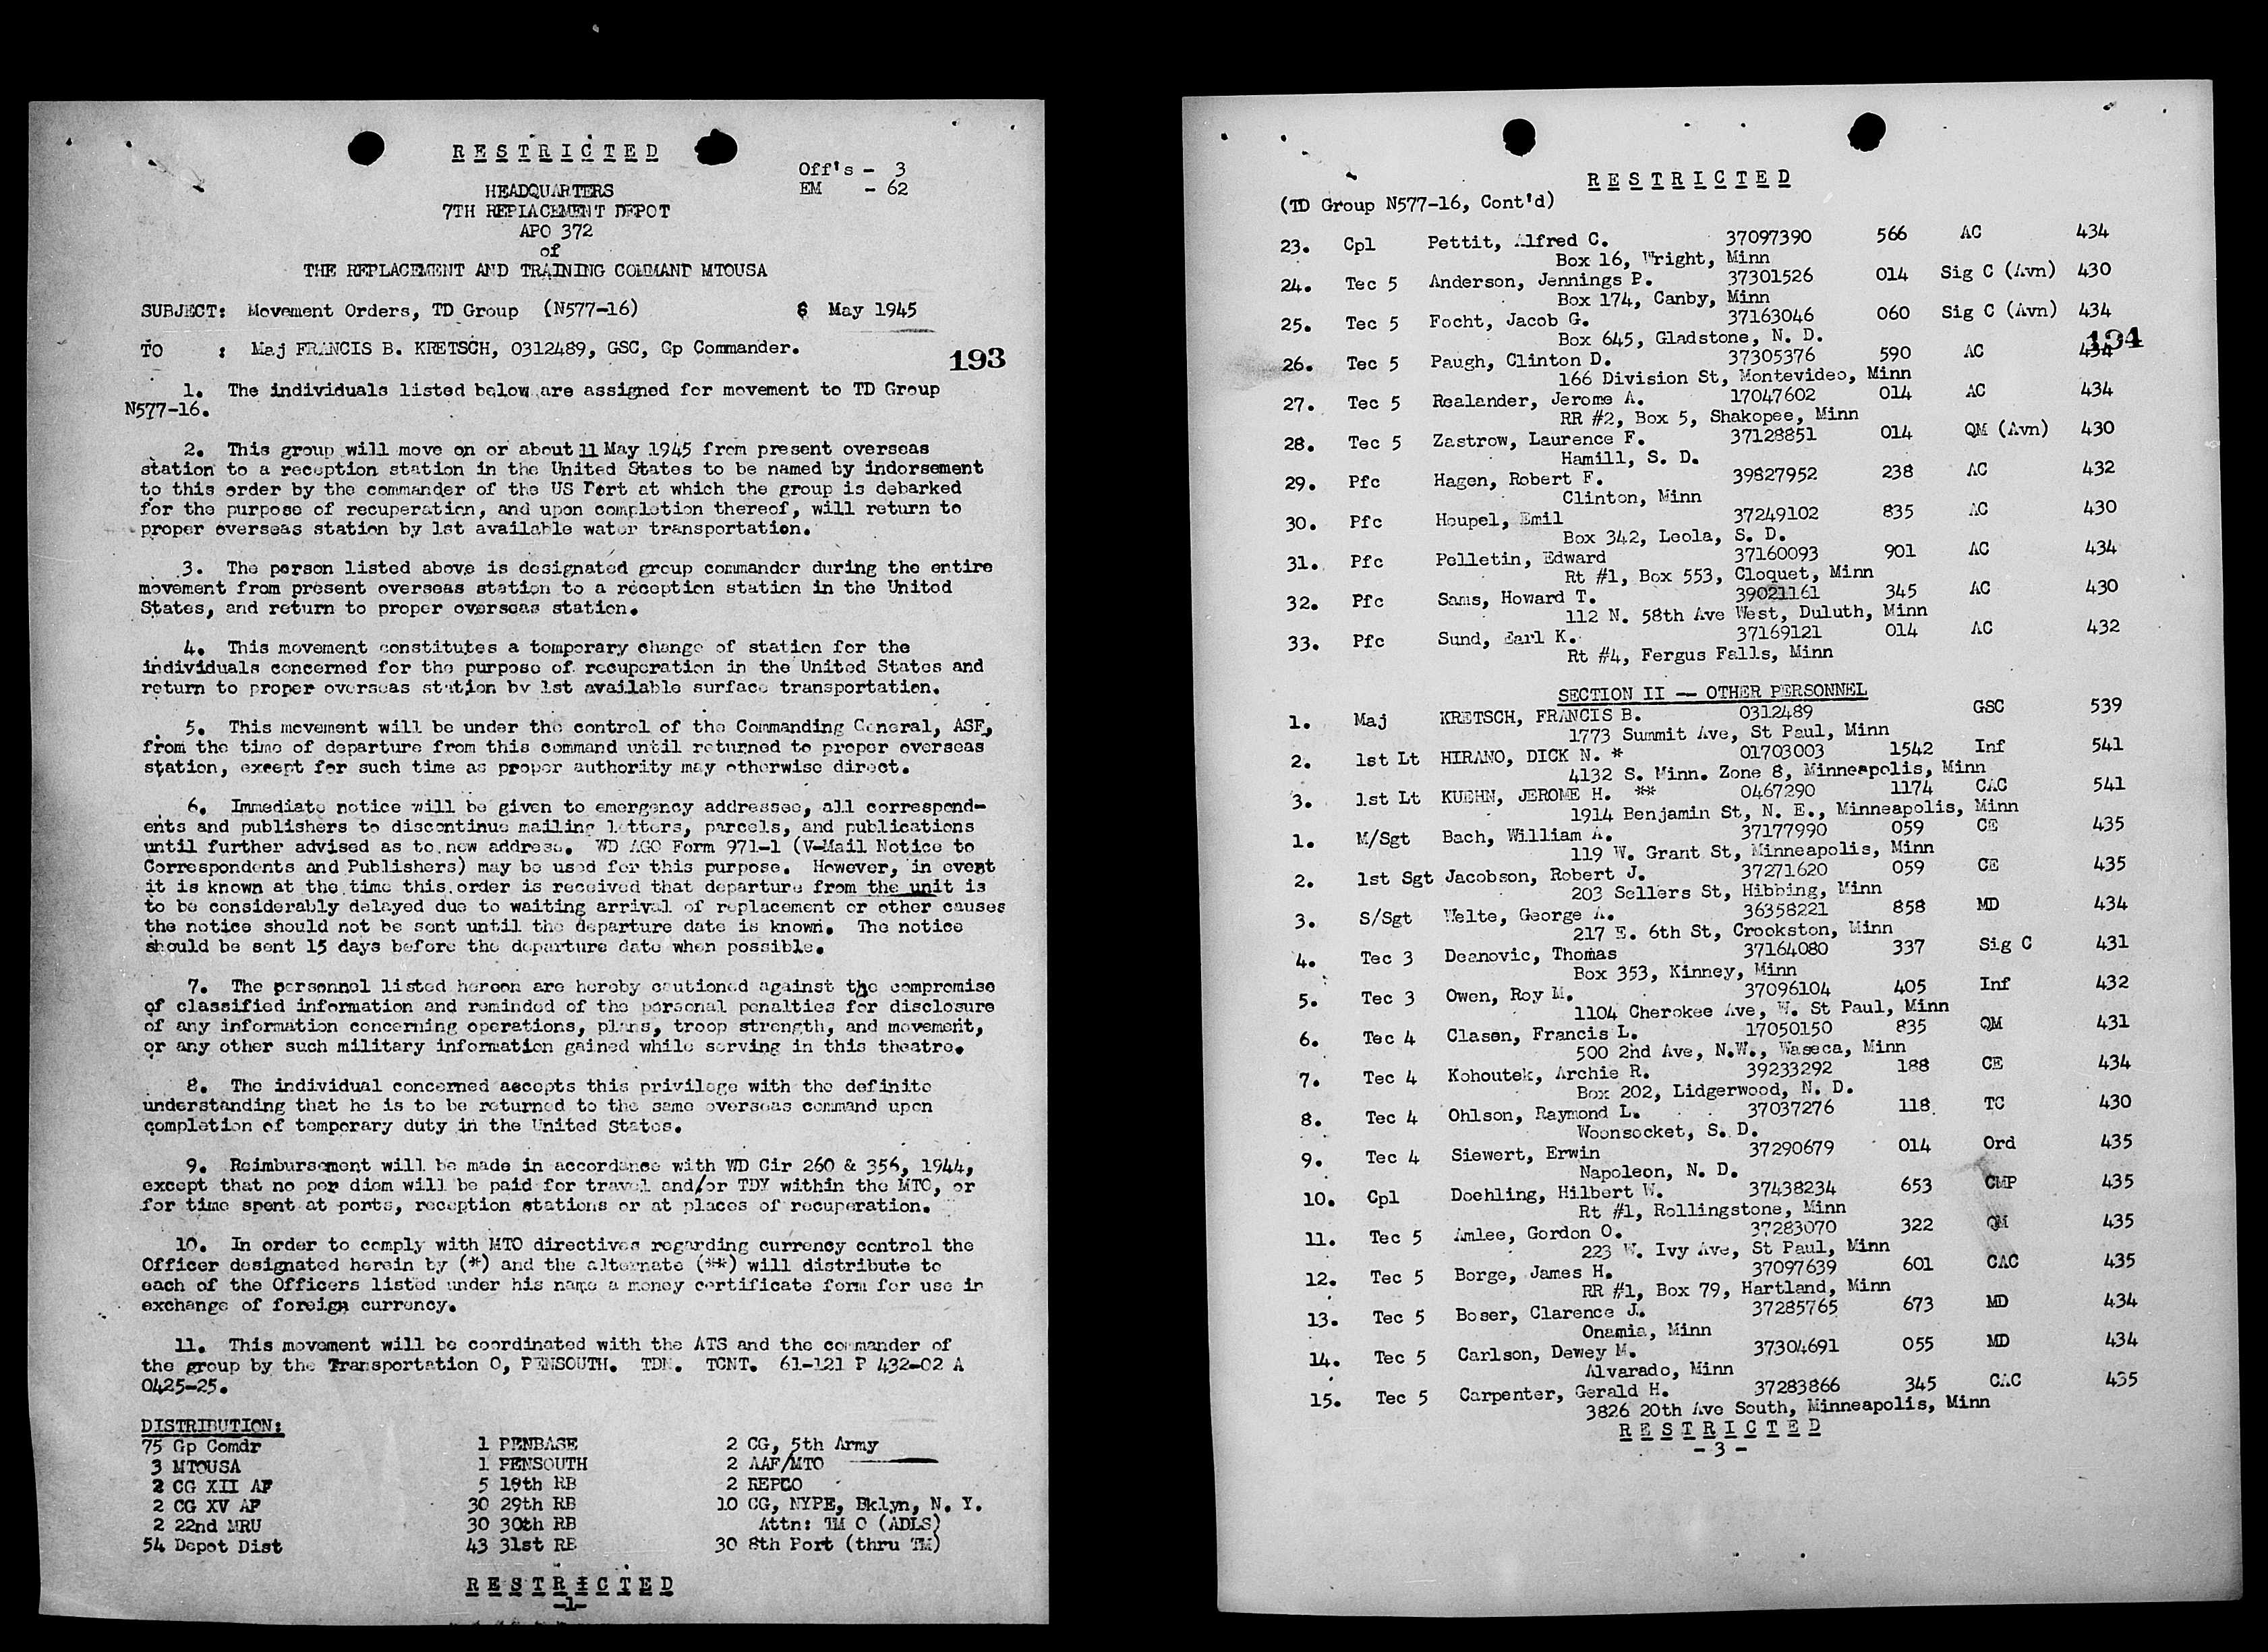 R E S T R I C T E D
Off's - 3
EM - 62
HEADQUARTERS
7TH REPLACEMENT DEPOT
APO 372
of
THE REPLACEMENT AND TRAINING COMMAND MTOUSA
SUBJECT: Movement Orders, TD Group (N577-16) 6 May 1945
TO : Maj FRANCIS B. KRETSCH, 0312489, GSC, Gp Commander.
193
1. The individuals listed below are assigned for movement to TD Group
N577-16.
2. This group will move on or about 11 May 1945 from present overseas
station to a reception station in the United States to be named by indorsement
to this order by the commander of the US Port at which the group is debarked
for the purpose of recuperation, and upon completion thereof, will return to
proper overseas station by 1st available water transportation.
3. The person listed above is designated group commander during the entire
movement from present overseas station to a reception station in the United
States, and return to proper overseas station.
4. This movement constitutes a temporary change of station for the
individuals concerned for the purpose of recuperation in the United States and
return to proper overseas station by 1st available surface transportation.
5. This movement will be under the control of the Commanding General, ASF,
from the time of departure from this command until returned to proper overseas
station, except for such time as proper authority may otherwise direct.
6. Immediate notice will be given to emergency addressee, all correspond-
ents and publishers to discontinue mailing letters, parcels, and publications
until further advised as to new address. WD AGO Form 971-1 (V-Mail Notice to
Correspondents and Publishers) may be used for this purpose. However, in event
it is known at the time this order is received that departure from the unit is
to be considerably delayed due to waiting arrival of replacement or other causes
the notice should not be sent until the departure date is known. The notice
should be sent 15 days before the departure date when possible.
7. The personnel listed hereon are hereby cautioned against the compromise
of classified information and reminded of the personal penalties for disclosure
of any information concerning operations, plans, troop strength, and movement,
or any other such military information gained while serving in this theatre.
8. The individual concerned accepts this privilege with the definite
understanding that he is to be returned to the same overseas command upon
completion of temporary duty in the United States.
9. Reimbursement will be made in accordance with WD Cir 260 & 356, 1944,
except that no per diem will be paid for travel and/or TDY within the MTO, or
for time spent at ports, reception stations or at places of recuperation.
10. In order to comply with MTO directives regarding currency control the
Officer designated herein by (*) and the alternate (**) will distribute to
each of the Officers listed under his name a money certificate form for use in
exchange of foreign currency.
11. This movement will be coordinated with the ATS and the commander of
the group by the Transportation O, PENSOUTH. TDN. TCNT. 61-121 P 432-02 A
0425-25.
DISTRIBUTION:
75 Gp Comdr 1 PENBASE 2 CG, 5th Army
3 MTOUSA 1 PENSOUTH 2 AAF/MTO
2 CG XII AF 5 18th RB 2 REPCO
2 CG XV AF 30 29th RB 10 CG, NYPE, Bklyn, N. Y.
2 22nd MRU 30 30th RB Attn: TM O (ADLS)
54 Depot Dist 43 31st RB 30 8th Port (thru TM)
R E S T R I C T E D
-1-
R E S T R I C T E D
(TD Group N577-16, Cont'd)
23. Cpl Pettit, Alfred C. 37097390 566 AC 434
Box 16, Wright, Minn
24. Tec 5 Anderson, Jennings P. 37301526 014 Sig C (Avn) 430
Box 174, Canby, Minn
25. Tec 5 Focht, Jacob G. 37163046 060 Sig C (Avn) 434
Box 645, Gladstone, N. D.
194
26. Tec 5 Paugh, Clinton D. 37305376 590 AC 434
166 Division St, Montevideo, Minn
27. Tec 5 Realander, Jerome A. 17047602 014 AC 434
RR #2, Box 5, Shakopee, Minn
28. Tec 5 Zastrow, Laurence F. 37128851 014 QM (Avn) 430
Hamill, S. D.
29. Pfc Hagen, Robert F. 39827952 238 AC 432
Clinton, Minn
30. Pfc Houpel, Emil 37249102 835 AC 430
Box 342, Leola, S. D.
31. Pfc Pelletin, Edward 37160093 901 AC 434
Rt #1, Box 553, Cloquet, Minn
32. Pfc Sams, Howard T. 39021161 345 AC 430
112 N. 58th Ave West, Duluth, Minn
33. Pfc Sund, Earl K. 37169121 014 AC 432
Rt #4, Fergus Falls, Minn
SECTION II -- OTHER PERSONNEL
1. Maj KRETSCH, FRANCIS B. 0312489 GSC 539
1773 Summit Ave, St Paul, Minn
2. 1st Lt HIRANO, DICK N. * 01703003 1542 Inf 541
4132 S. Minn. Zone 8, Minneapolis, Minn
3. 1st Lt KUEHN, JEROME H. ** 0467290 1174 CAC 541
1914 Benjamin St, N. E., Minneapolis, Minn
1. M/Sgt Bach, William A. 37177990 059 CE 435
119 W. Grant St, Minneapolis, Minn
2. 1st Sgt Jacobson, Robert J. 37271620 059 CE 435
203 Sellers St, Hibbing, Minn
3. S/Sgt Welte, George A. 36358221 858 MD 434
217 E. 6th St, Crookston, Minn
4. Tec 3 Deanovic, Thomas 37164080 337 Sig C 431
Box 353, Kinney, Minn
5. Tec 3 Owen, Roy M. 37096104 405 Inf 432
1104 Cherokee Ave, W. St Paul, Minn
6. Tec 4 Clasen, Francis L. 17050150 835 QM 431
500 2nd Ave, N.W., Waseca, Minn
7. Tec 4 Kohoutek, Archie R. 39233292 188 CE 434
Box 202, Lidgerwood, N. D.
8. Tec 4 Ohlson, Raymond L. 37037276 118 TC 430
Woonsocket, S. D.
9. Tec 4 Siewert, Erwin 37290679 014 Ord 435
Napoleon, N. D.
10. Cpl Doehling, Hilbert W. 37438234 653 CMP 435
Rt #1, Rollingstone, Minn
11. Tec 5 Amlee, Gordon O. 37283070 322 QM 435
223 W. Ivy Ave, St Paul, Minn
12. Tec 5 Borge, James H. 37097639 601 CAC 435
RR #1, Box 79, Hartland, Minn
13. Tec 5 Boser, Clarence J. 37285765 673 MD 434
Onamia, Minn
14. Tec 5 Carlson, Dewey M. 37304691 055 MD 434
Alvarado, Minn
15. Tec 5 Carpenter, Gerald H. 37283866 345 CAC 435
3826 20th Ave South, Minneapolis, Minn
R E S T R I C T E D
- 3 -